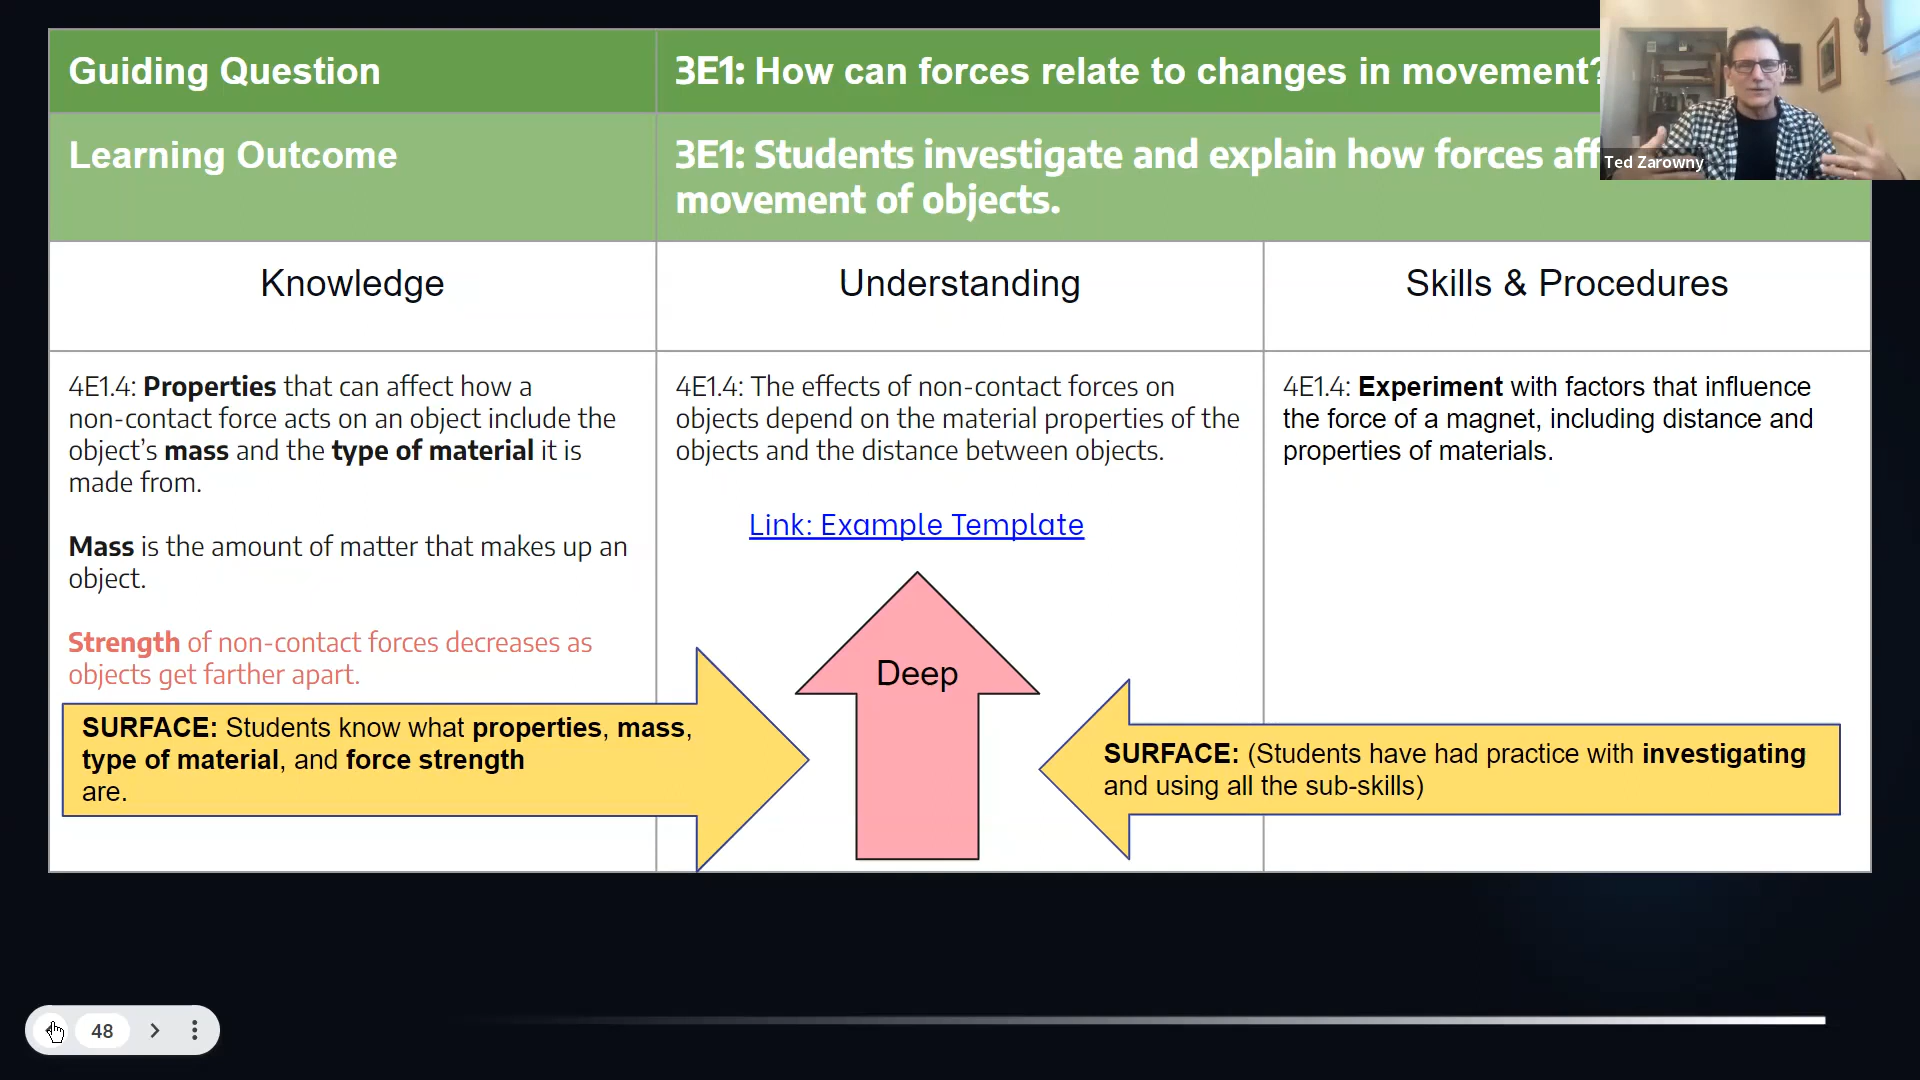 Guiding Question
3E1: How can forces relate to changes in movement?
Learning Outcome
3E1: Students investigate and explain how forces
movement of objects.
Ted Zarowny
Knowledge
Understanding
Skills & Procedures
4E1.4: Properties that can affect how a
non-contact force acts on an object include the
object's mass and the type of material it is
made from.
Mass is the amount of matter that makes up an
object.
Strength of non-contact forces decreases as
objects get farther apart.
SURFACE: Students know what properties, mass,
type of material, and force strength
are.
4E1.4: The effects of non-contact forces on
objects depend on the material properties of the
objects and the distance between objects.
Link: Example Template
Deep
4E1.4: Experiment with factors that influence
the force of a magnet, including distance and
properties of materials.
SURFACE: (Students have had practice with investigating
and using all the sub-skills)
48